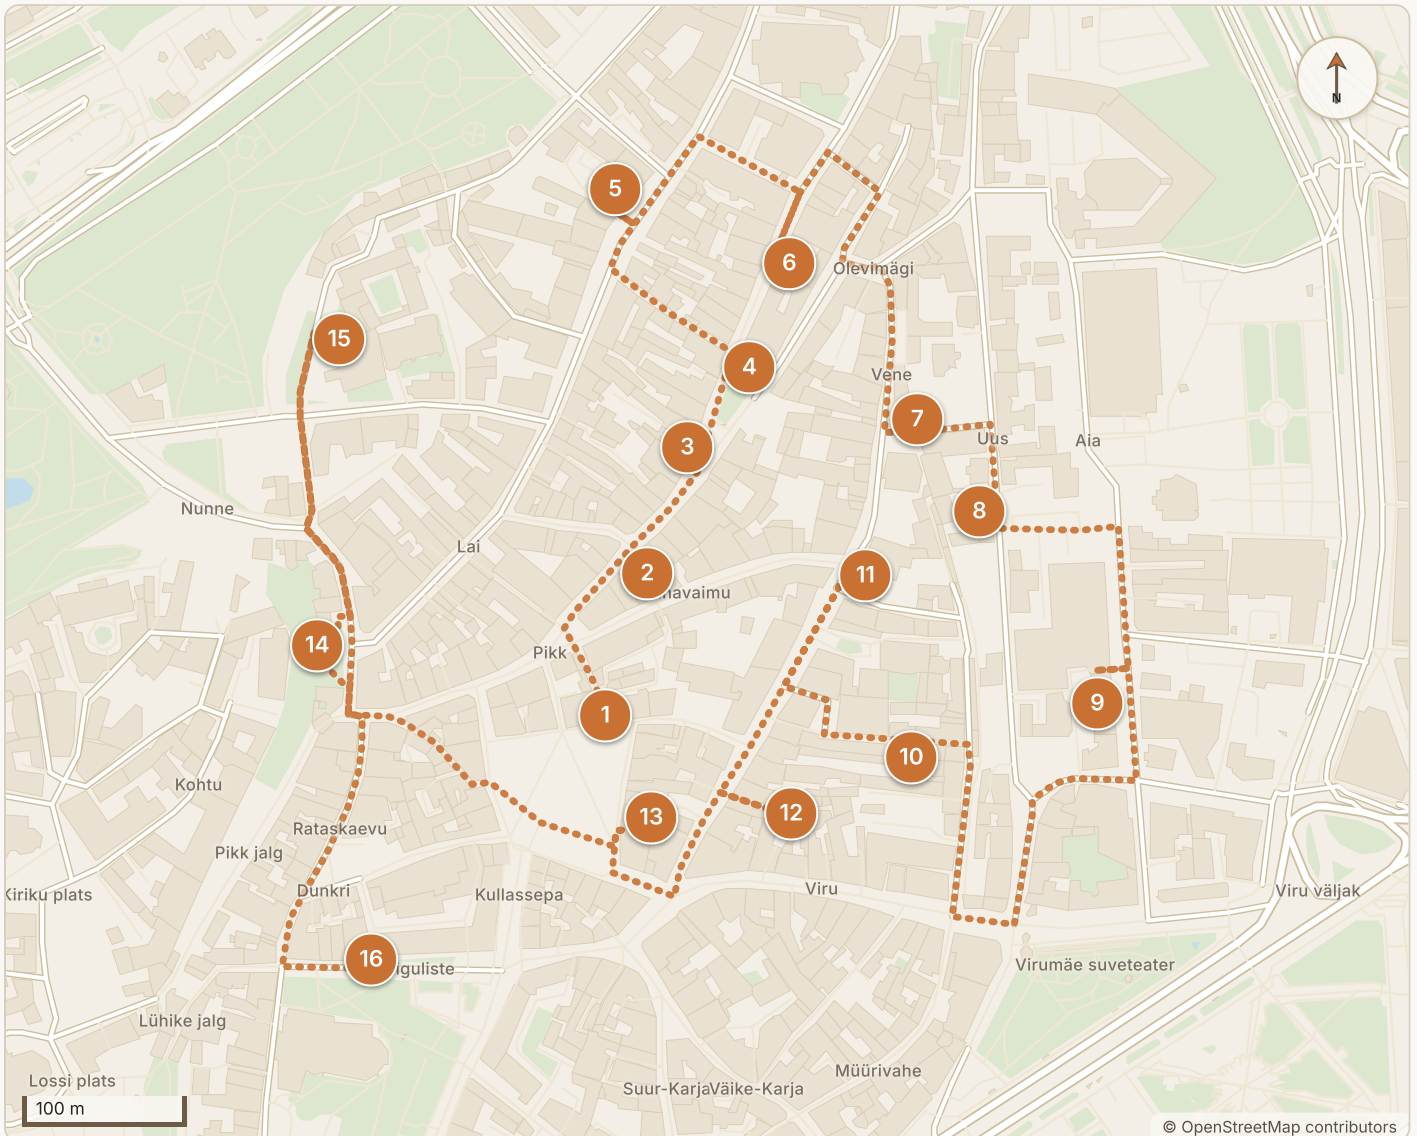 N
5
6
Olevimägi
15
4
Vene
7
3
Uus
Aia
Nunne
8
Lai
2
navaimu
11
14
Pikk
9
1
10
Kohtu
13
12
Rataskaevu
Pikk jalg
Dunkri
Kullassepa
Viru
Viru väljak
Kiriku plats
16
iguliste
Virumäe suveteater
Lühike jalg
Müürivahe
Lossi plats
Suur-Karja
Väike-Karja
100 m
© OpenStreetMap contributors